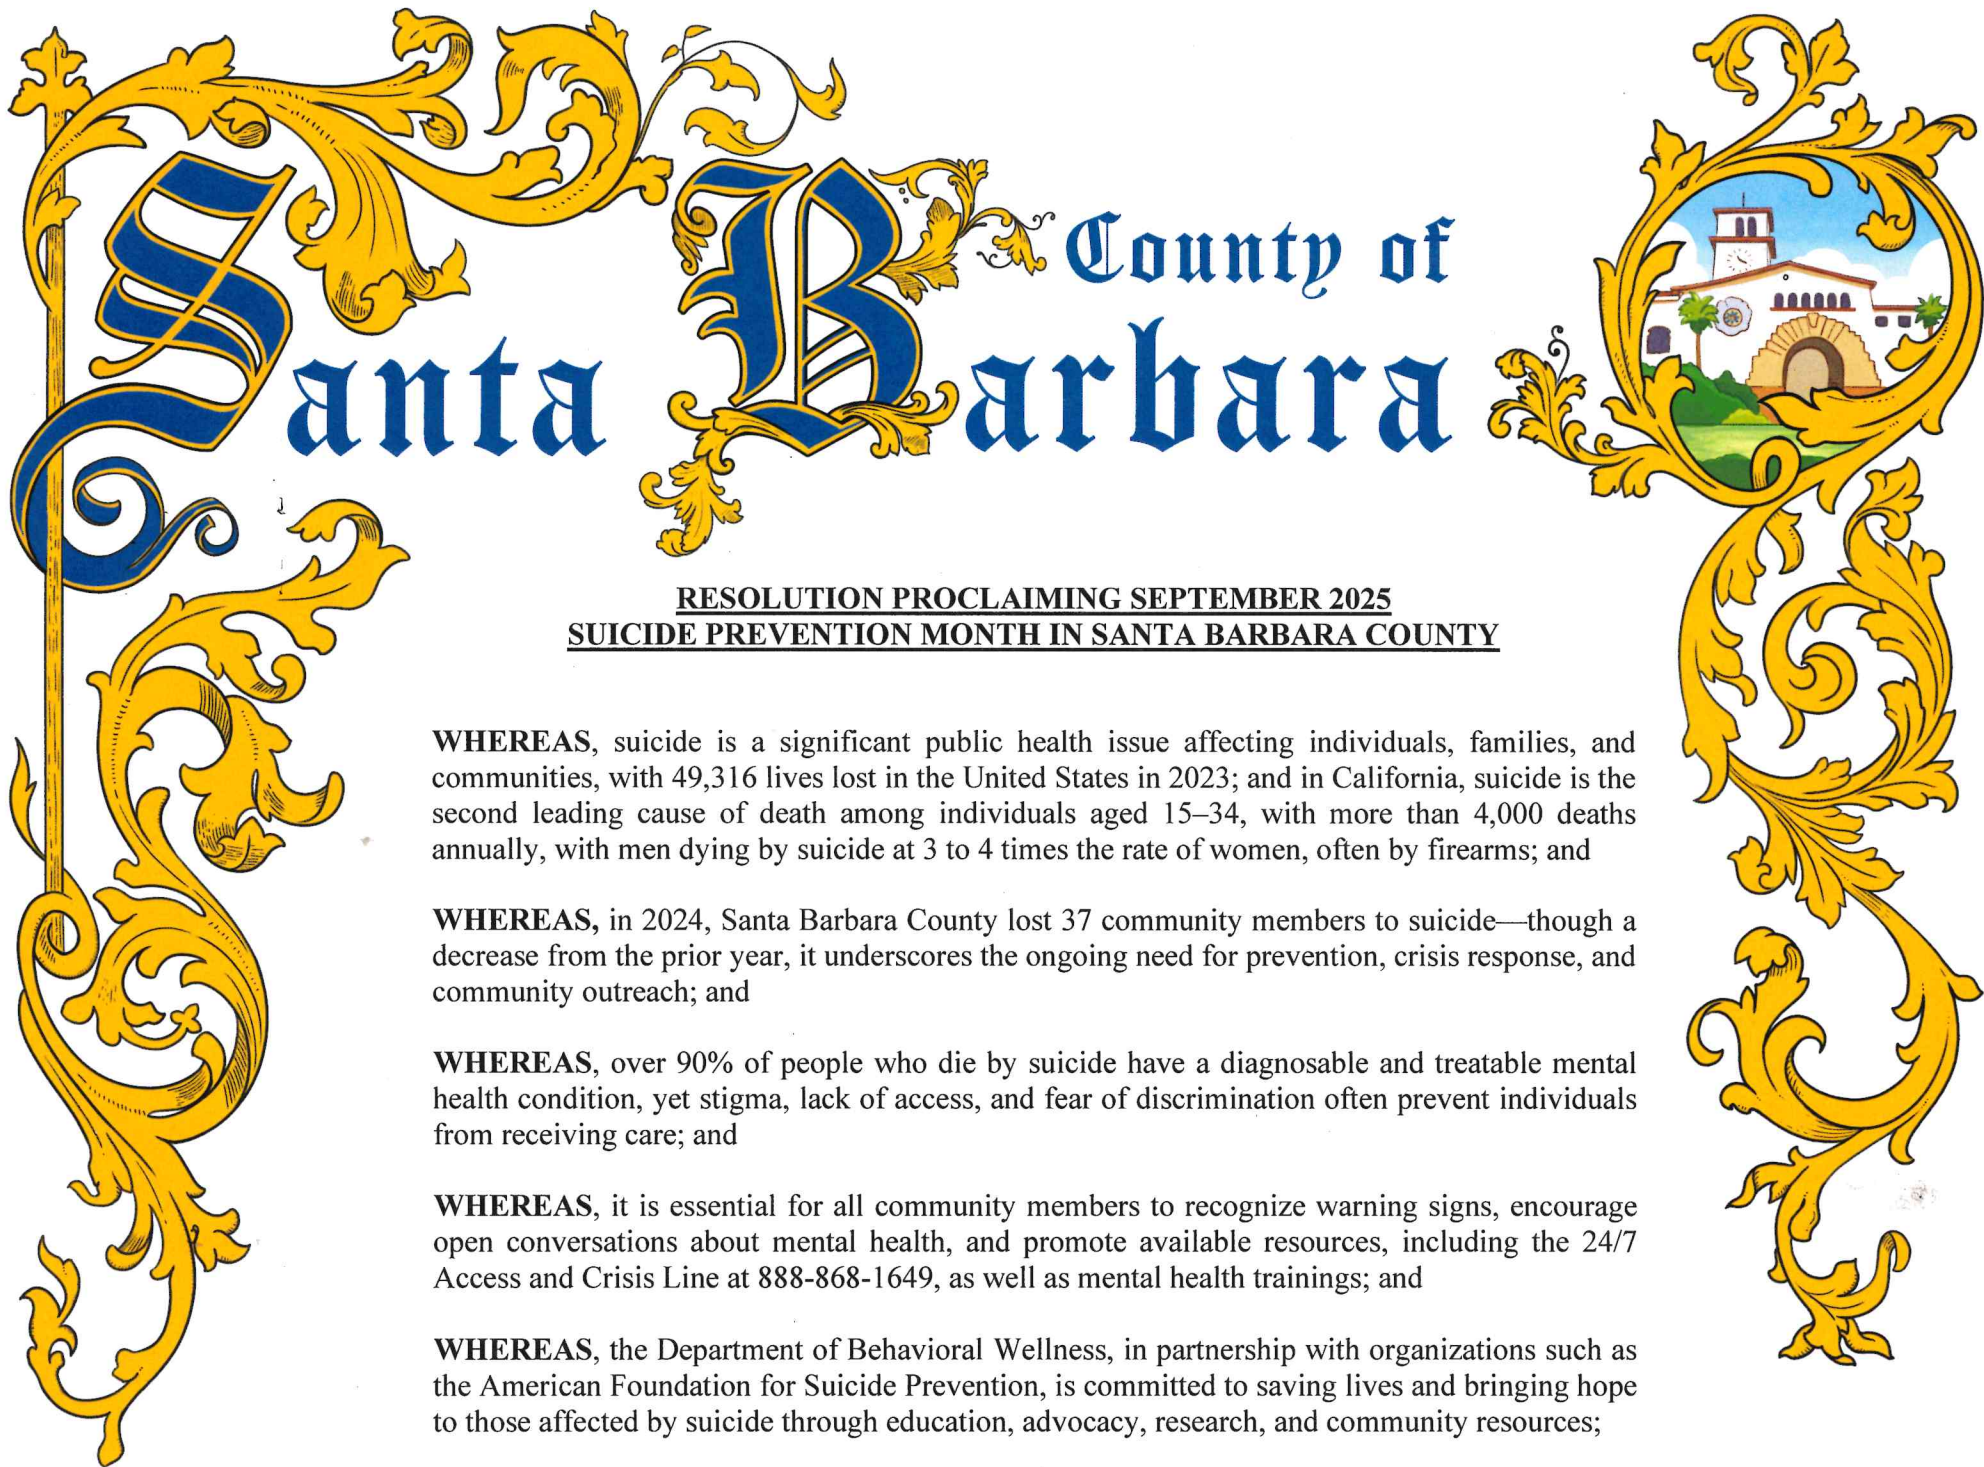 County of
Santa Barbara
RESOLUTION PROCLAIMING SEPTEMBER 2025
SUICIDE PREVENTION MONTH IN SANTA BARBARA COUNTY
WHEREAS, suicide is a significant public health issue affecting individuals, families, and
communities, with 49,316 lives lost in the United States in 2023; and in California, suicide is the
second leading cause of death among individuals aged 15–34, with more than 4,000 deaths
annually, with men dying by suicide at 3 to 4 times the rate of women, often by firearms; and
WHEREAS, in 2024, Santa Barbara County lost 37 community members to suicide—though a
decrease from the prior year, it underscores the ongoing need for prevention, crisis response, and
community outreach; and
WHEREAS, over 90% of people who die by suicide have a diagnosable and treatable mental
health condition, yet stigma, lack of access, and fear of discrimination often prevent individuals
from receiving care; and
WHEREAS, it is essential for all community members to recognize warning signs, encourage
open conversations about mental health, and promote available resources, including the 24/7
Access and Crisis Line at 888-868-1649, as well as mental health trainings; and
WHEREAS, the Department of Behavioral Wellness, in partnership with organizations such as
the American Foundation for Suicide Prevention, is committed to saving lives and bringing hope
to those affected by suicide through education, advocacy, research, and community resources;